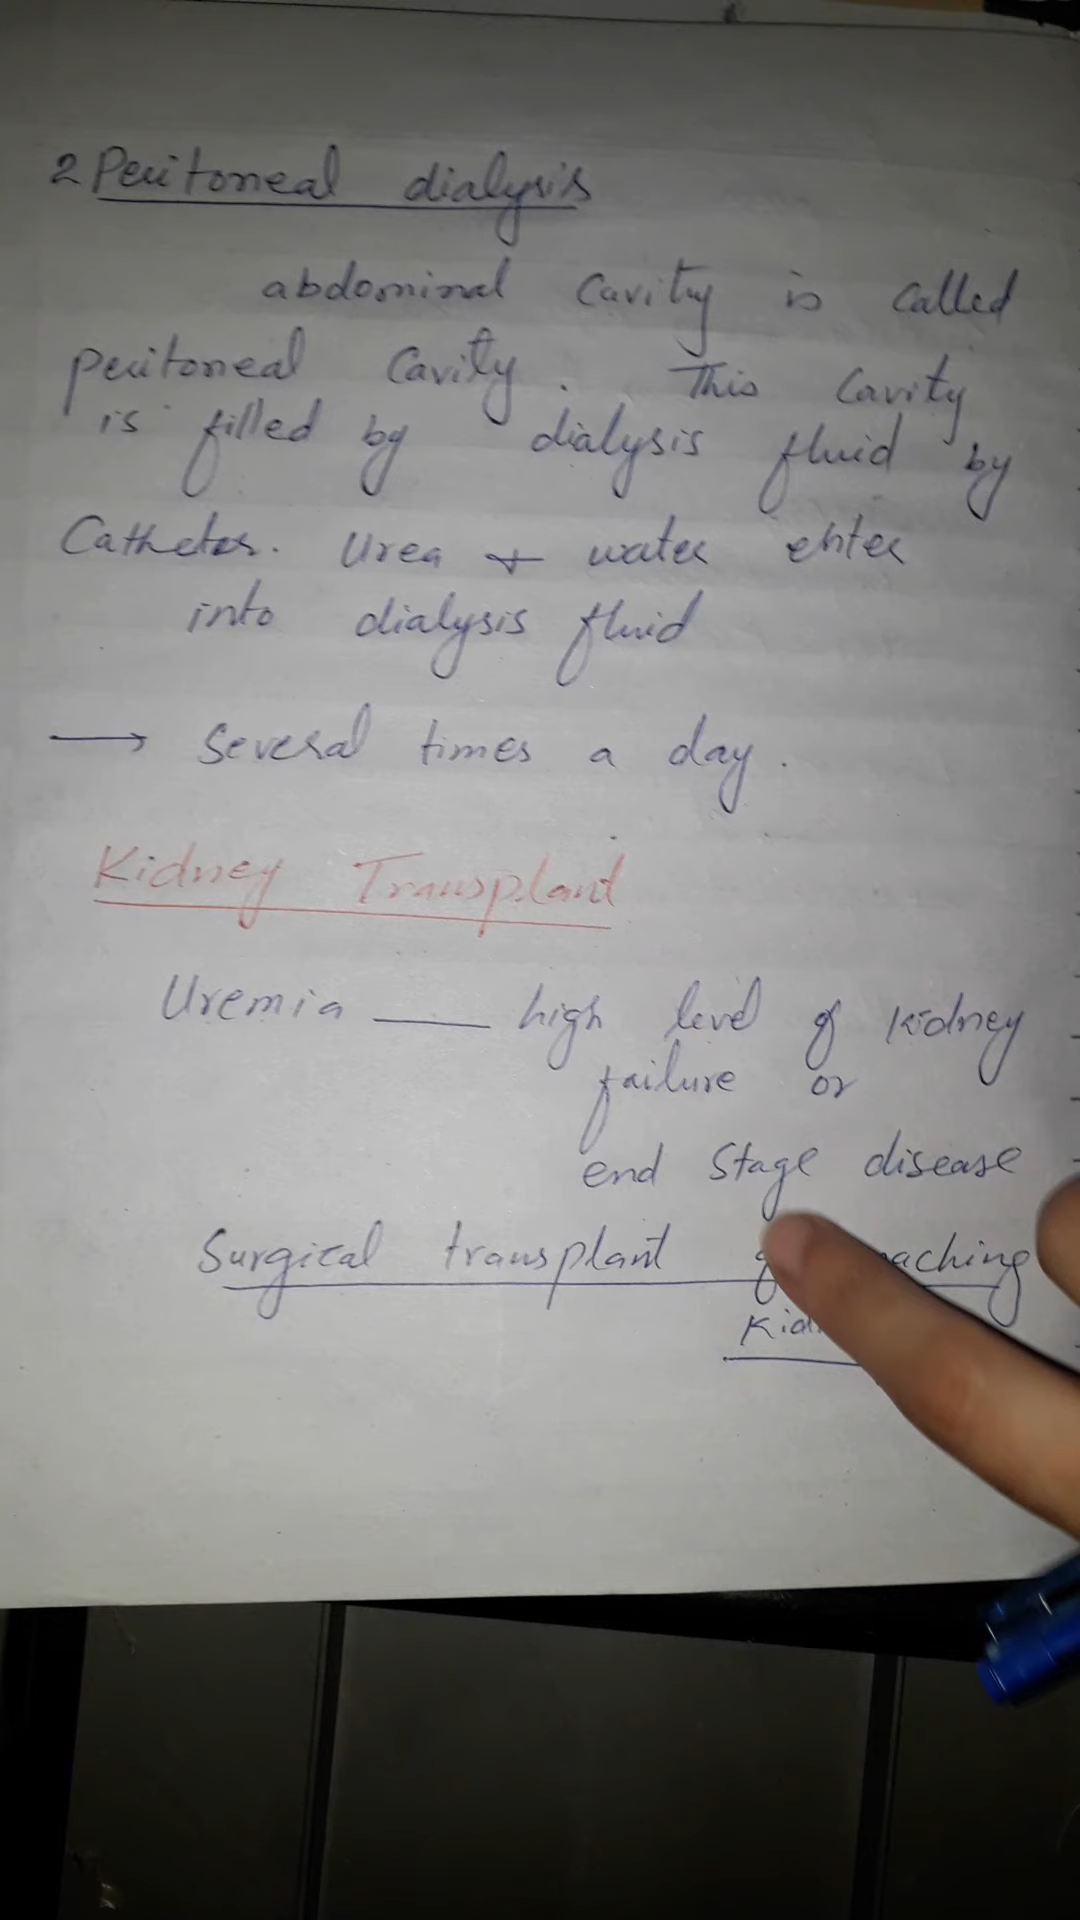 2 Peritoneal dialysis
abdominal cavity is called
peritoneal cavity. This cavity
is filled by dialysis fluid by
Catheter. Urea + water enter
into dialysis fluid
→ Several times a day.
Kidney Transplant
Uremia — high level of kidney
failure or
end stage disease
Surgical transplant